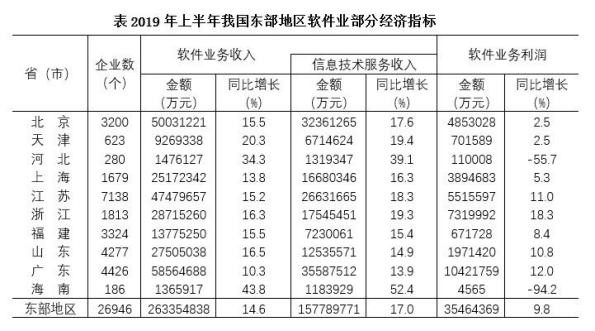 表 2019 年上半年我国东部地区软件业部分经济指标
省（市） 企业数（个） 软件业务收入 软件业务利润
信息技术服务收入
金额（万元） 同比增长（%） 金额（万元） 同比增长（%） 金额（万元） 同比增长（%）
北 京 3200 50031221 15.5 32361265 17.6 4853028 2.5
天 津 623 9269338 20.3 6714624 19.4 701589 2.5
河 北 280 1476127 34.3 1319347 39.1 110008 -55.7
上 海 1679 25172342 13.8 16680346 16.3 3894683 5.3
江 苏 7138 47479657 15.2 26631665 18.3 5515597 11.0
浙 江 1813 28715260 16.3 17545451 19.3 7319992 18.3
福 建 3324 13775250 15.5 7230061 15.4 671728 8.4
山 东 4277 27505038 16.5 12535571 14.9 1971420 10.8
广 东 4426 58564688 10.3 35587512 13.9 10421759 12.0
海 南 186 1365917 43.8 1183929 52.4 4565 -94.2
东部地区 26946 263354838 14.6 157789771 17.0 35464369 9.8